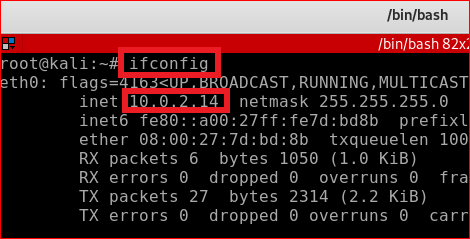 /bin/bash
/bin/bash 82x2
root@kali:~# ifconfig
eth0: flags=4163<UP,BROADCAST,RUNNING,MULTICAST
inet 10.0.2.14 netmask 255.255.255.0
inet6 fe80::a00:27ff:fe7d:bd8b prefixl
ether 08:00:27:7d:bd:8b txqueuelen 100
RX packets 6 bytes 1050 (1.0 KiB)
RX errors 0 dropped 0 overruns 0 fra
TX packets 27 bytes 2314 (2.2 KiB)
TX errors 0 dropped 0 overruns 0 carr